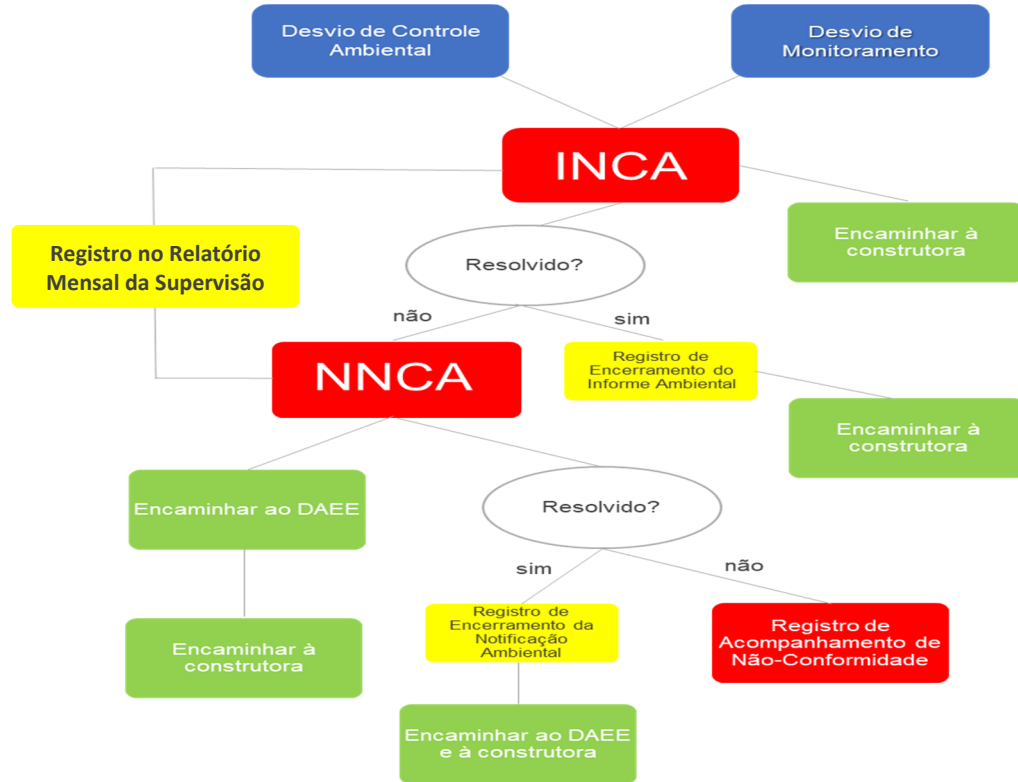 Desvio de Controle
Ambiental
Desvio de
Monitoramento
INCA
Registro no Relatório
Mensal da Supervisão
Resolvido?
Encaminhar à
construtora
não
sim
NNCA
Registro de
Encerramento do
Informe Ambiental
Encaminhar à
construtora
Encaminhar ao DAEE
Resolvido?
sim
não
Encaminhar à
construtora
Registro de
Encerramento da
Notificação
Ambiental
Registro de
Acompanhamento de
Não-Conformidade
Encaminhar ao DAEE
e à construtora